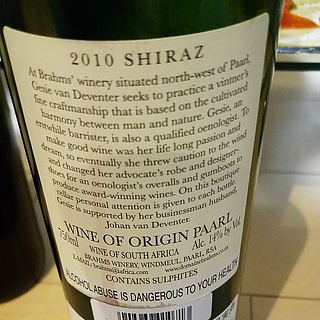 2010 SHIRAZ
At Brahms' winery situated north-west of Paarl,
Gesie van Deventer seeks to practice a vintner's
fine craftmanship that is based on the cultivated
harmony between man and nature. Gesie, an
erstwhile barrister, is also a qualified oenologist. To
make good wine was her life long passion and
dream, so eventually she threw caution to the wind
and changed her advocate's robe and designer-
shoes for an oenologist's overalls and gumboots to
produce award-winning wines. On this boutique
cellar personal attention is given to each bottle.
Gesie is supported by her businessman husband,
Johan van Deventer.
WINE OF ORIGIN PAARL
750ml WINE OF SOUTH AFRICA Alc. 14% by Vol.
BRAHMS WINERY, WINDMEUL, PAARL, RSA
E-MAIL: brahms@iafrica.com
CONTAINS SULPHITES
ALCOHOL ABUSE IS DANGEROUS TO YOUR HEALTH